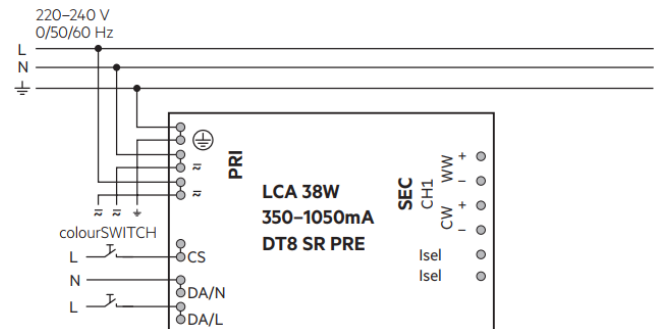 220–240 V
0/50/60 Hz
L
N
PRI
LCA 38W
350–1050mA
DT8 SR PRE
SEC
CH1
WW
+
–
CW
+
–
Isel
Isel
colourSWITCH
L
CS
N
DA/N
L
DA/L